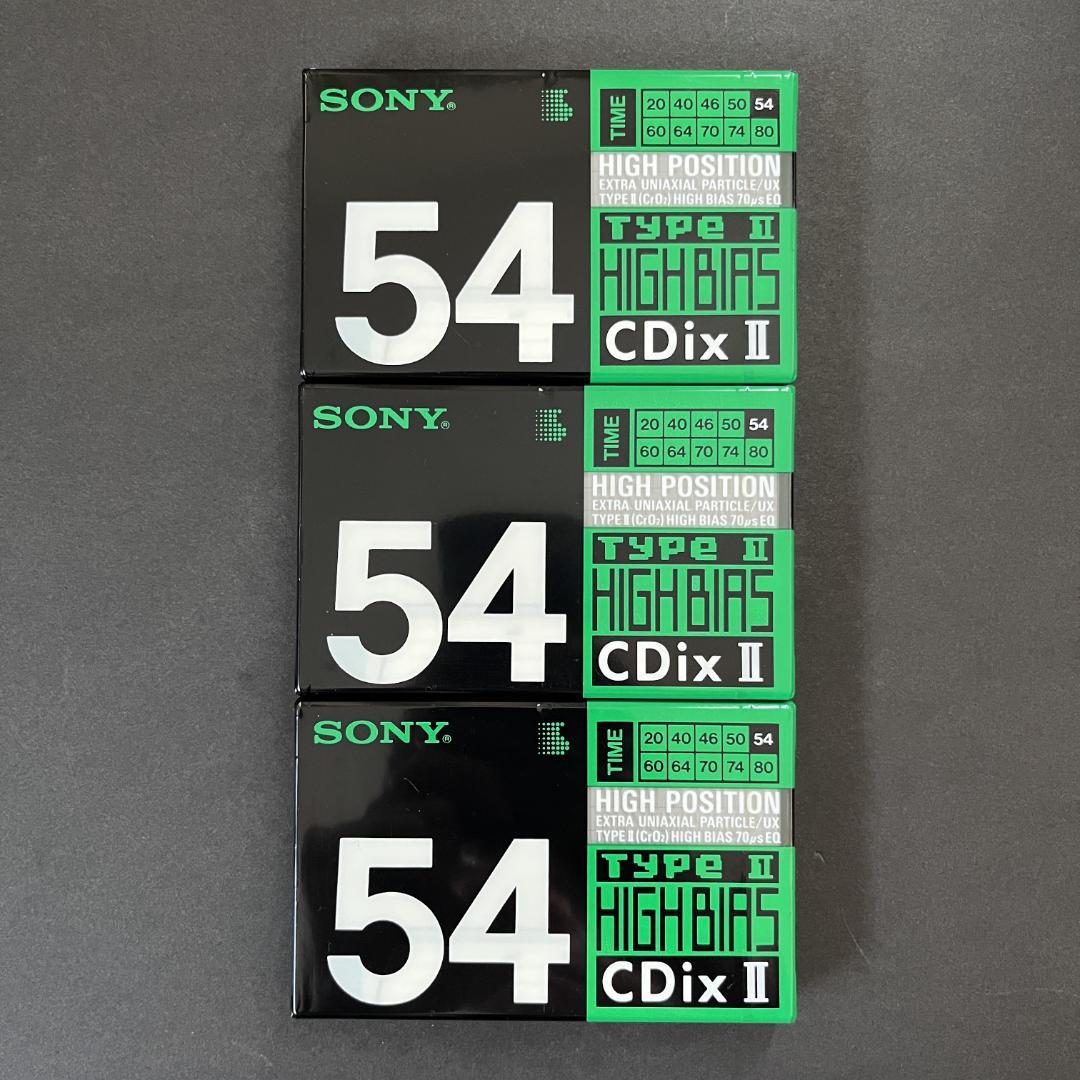 SONY®
TIME
20 40 46 50 54
60 64 70 74 80
HIGH POSITION
EXTRA UNIAXIAL PARTICLE/UX
TYPE II (CrO₂) HIGH BIAS 70μs EQ
54
TYPE II
HIGH BIAS
CDix II
SONY®
TIME
20 40 46 50 54
60 64 70 74 80
HIGH POSITION
EXTRA UNIAXIAL PARTICLE/UX
TYPE II (CrO₂) HIGH BIAS 70μs EQ
54
TYPE II
HIGH BIAS
CDix II
SONY®
TIME
20 40 46 50 54
60 64 70 74 80
HIGH POSITION
EXTRA UNIAXIAL PARTICLE/UX
TYPE II (CrO₂) HIGH BIAS 70μs EQ
54
TYPE II
HIGH BIAS
CDix II